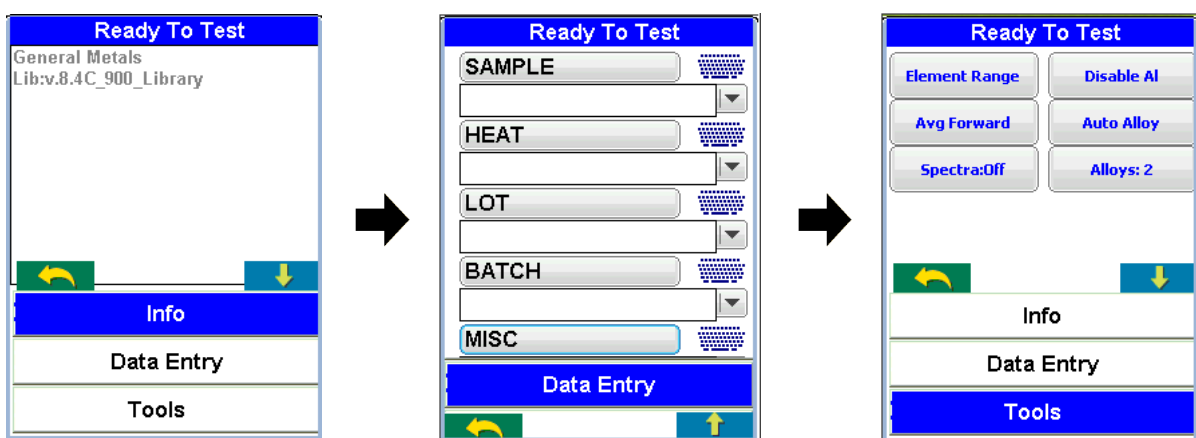 Ready To Test
General Metals
Lib:v.8.4C_900_Library
Info
Data Entry
Tools
Ready To Test
SAMPLE
HEAT
LOT
BATCH
MISC
Data Entry
Ready To Test
Element Range Disable Al
Avg Forward Auto Alloy
Spectra:Off Alloys: 2
Info
Data Entry
Tools